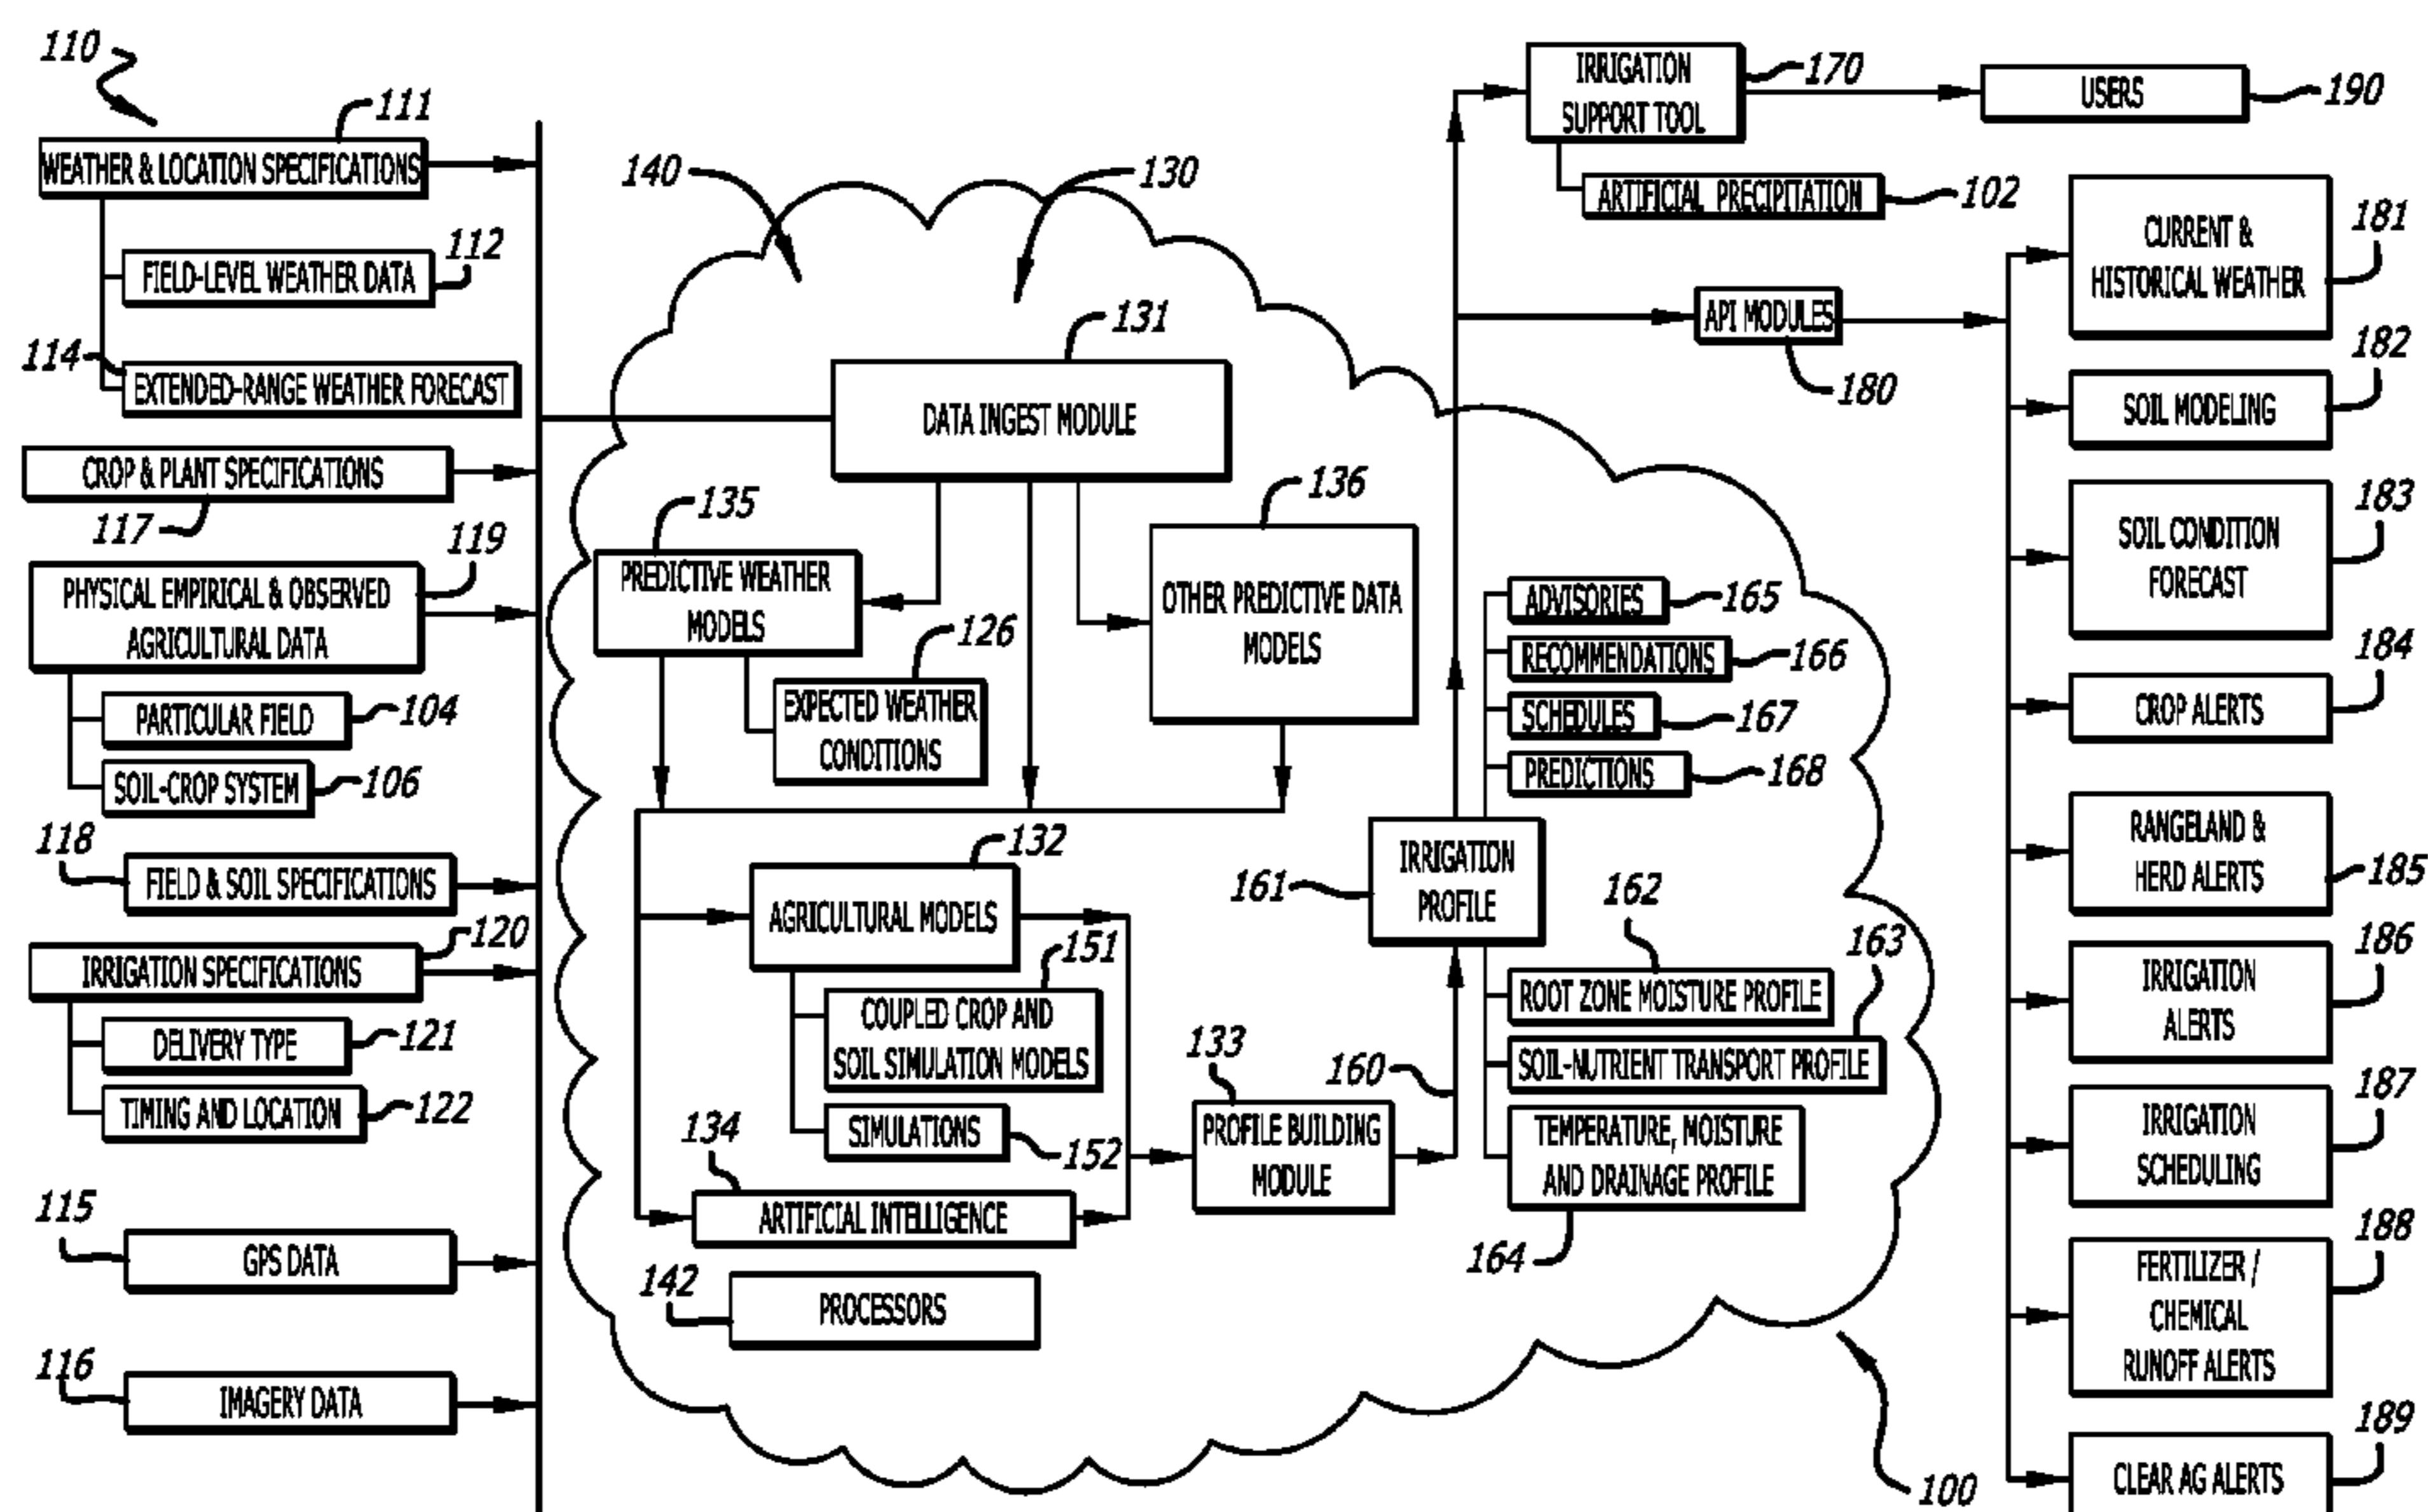 110
111
WEATHER & LOCATION SPECIFICATIONS
112
FIELD-LEVEL WEATHER DATA
114
EXTENDED-RANGE WEATHER FORECAST
CROP & PLANT SPECIFICATIONS
117
119
PHYSICAL EMPIRICAL & OBSERVED
AGRICULTURAL DATA
PARTICULAR FIELD
104
SOIL-CROP SYSTEM
106
118
FIELD & SOIL SPECIFICATIONS
120
IRRIGATION SPECIFICATIONS
DELIVERY TYPE
121
TIMING AND LOCATION
122
115
GPS DATA
116
IMAGERY DATA
140
130
131
DATA INGEST MODULE
135
PREDICTIVE WEATHER
MODELS
126
EXPECTED WEATHER
CONDITIONS
136
OTHER PREDICTIVE DATA
MODELS
132
AGRICULTURAL MODELS
151
COUPLED CROP AND
SOIL SIMULATION MODELS
SIMULATIONS
152
134
ARTIFICIAL INTELLIGENCE
142
PROCESSORS
133
PROFILE BUILDING
MODULE
160
161
IRRIGATION
PROFILE
ADVISORIES
165
RECOMMENDATIONS
166
SCHEDULES
167
PREDICTIONS
168
162
ROOT ZONE MOISTURE PROFILE
163
SOIL-NUTRIENT TRANSPORT PROFILE
TEMPERATURE, MOISTURE
AND DRAINAGE PROFILE
164
IRRIGATION
SUPPORT TOOL
170
ARTIFICIAL PRECIPITATION
102
USERS
190
API MODULES
180
CURRENT &
HISTORICAL WEATHER
181
SOIL MODELING
182
SOIL CONDITION
FORECAST
183
CROP ALERTS
184
RANGELAND &
HERD ALERTS
185
IRRIGATION
ALERTS
186
IRRIGATION
SCHEDULING
187
FERTILIZER /
CHEMICAL
RUNOFF ALERTS
188
CLEAR AG ALERTS
189
100